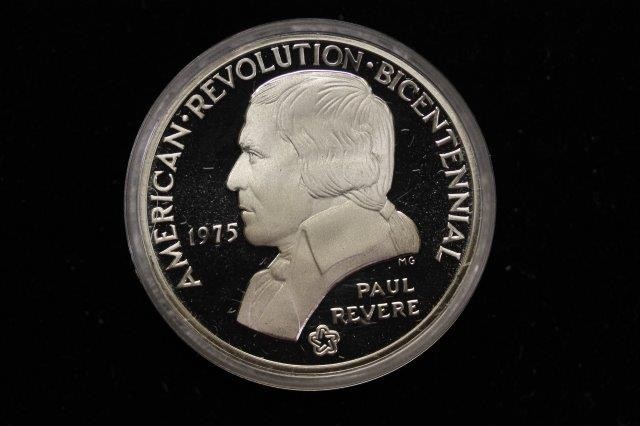 AMERICAN · REVOLUTION · BICENTENNIAL
1975
MG
PAUL
REVERE